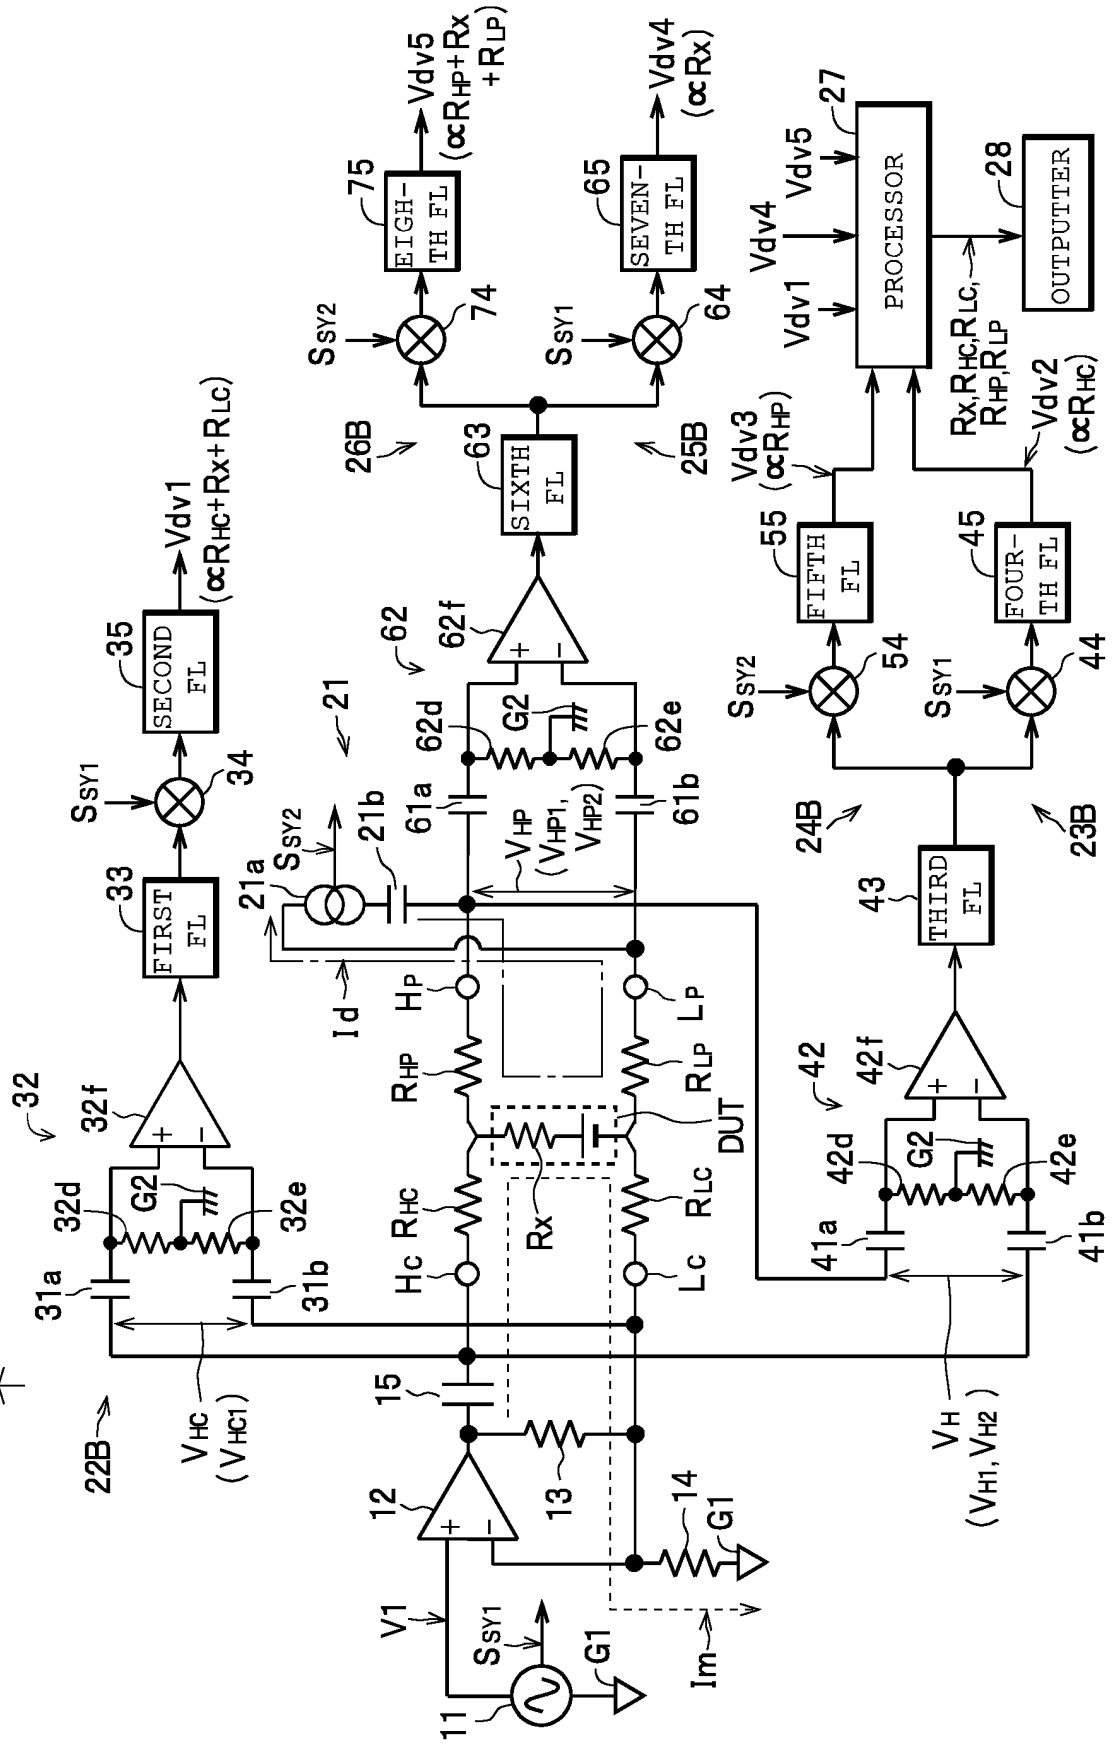 22B
VHC
(VHC1)
31a
31b
32d
32e
G2
+
−
32
32f
33
FIRST
FL
SSY1
34
35
SECOND
FL
Vdv1
(∝RHC+Rx+RLC)
11
V1
SSY1
G1
Im
12
+
−
13
14
G1
15
HC
LC
RHC
RLC
Rx
DUT
RHP
RLP
HP
LP
Id
21a
21b
SSY2
21
VHP
(VHP1,
VHP2)
61a
61b
62d
62e
G2
+
−
62
62f
63
SIXTH
FL
26B
25B
SSY2
74
75
EIGH-
TH FL
Vdv5
(∝RHP+Rx
+RLP)
SSY1
64
65
SEVEN-
TH FL
Vdv4
(∝Rx)
VH
(VH1, VH2)
41a
41b
42d
42e
G2
+
−
42
42f
43
THIRD
FL
24B
23B
SSY2
54
55
FIFTH
FL
Vdv3
(∝RHP)
SSY1
44
45
FOUR-
TH FL
Vdv2
(∝RHC)
Vdv1
Vdv4
Vdv5
27
PROCESSOR
Rx,RHC,RLC,
RHP,RLP
28
OUTPUTTER